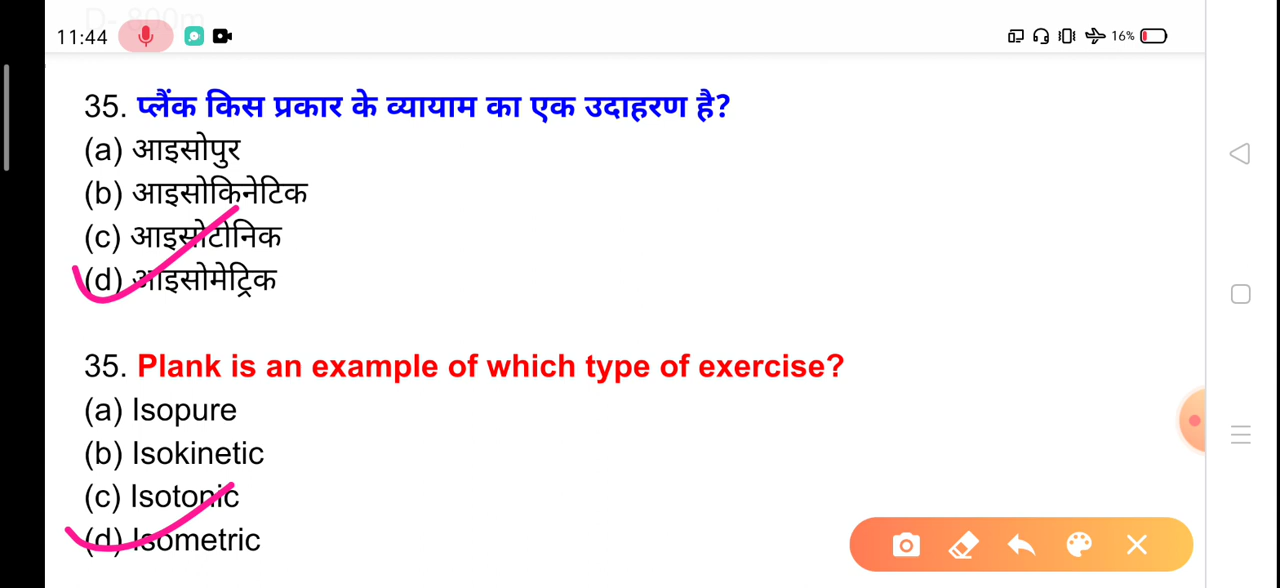 D- 800m
11:44
16%
35. प्लैंक किस प्रकार के व्यायाम का एक उदाहरण है?
(a) आइसोपुर
(b) आइसोकिनेटिक
(c) आइसोटोनिक
(d) आइसोमेट्रिक
35. Plank is an example of which type of exercise?
(a) Isopure
(b) Isokinetic
(c) Isotonic
(d) Isometric